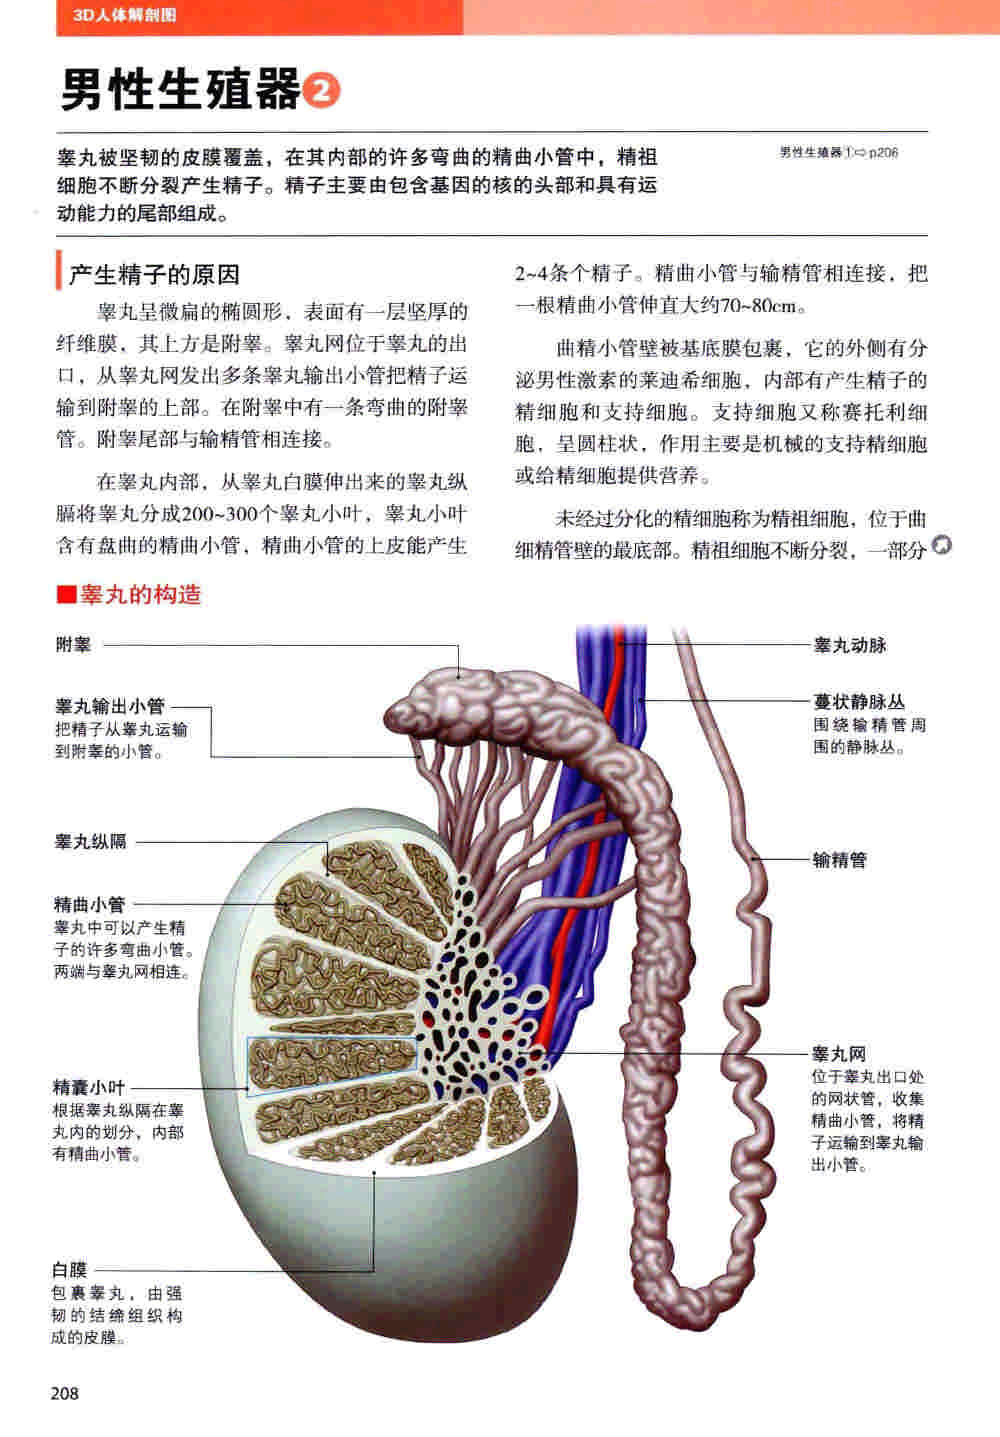 3D人体解剖图
男性生殖器2
睾丸被坚韧的皮膜覆盖，在其内部的许多弯曲的精曲小管中，精祖
细胞不断分裂产生精子。精子主要由包含基因的核的头部和具有运
动能力的尾部组成。
男性生殖器①⇨p206
产生精子的原因
睾丸呈微扁的椭圆形，表面有一层坚厚的
纤维膜，其上方是附睾。睾丸网位于睾丸的出
口，从睾丸网发出多条睾丸输出小管把精子运
输到附睾的上部。在附睾中有一条弯曲的附睾
管。附睾尾部与输精管相连接。
在睾丸内部，从睾丸白膜伸出来的睾丸纵
膈将睾丸分成200~300个睾丸小叶，睾丸小叶
含有盘曲的精曲小管，精曲小管的上皮能产生
2~4条个精子。精曲小管与输精管相连接，把
一根精曲小管伸直大约70~80cm。
曲精小管壁被基底膜包裹，它的外侧有分
泌男性激素的莱迪希细胞，内部有产生精子的
精细胞和支持细胞。支持细胞又称赛托利细
胞，呈圆柱状，作用主要是机械的支持精细胞
或给精细胞提供营养。
未经过分化的精细胞称为精祖细胞，位于曲
细精管壁的最底部。精祖细胞不断分裂，一部分
■睾丸的构造
附睾
睾丸输出小管
把精子从睾丸运输
到附睾的小管。
睾丸纵隔
精曲小管
睾丸中可以产生精
子的许多弯曲小管。
两端与睾丸网相连。
精囊小叶
根据睾丸纵隔在睾
丸内的划分，内部
有精曲小管。
白膜
包裹睾丸，由强
韧的结缔组织构
成的皮膜。
睾丸动脉
蔓状静脉丛
围绕输精管周
围的静脉丛。
输精管
睾丸网
位于睾丸出口处
的网状管，收集
精曲小管，将精
子运输到睾丸输
出小管。
208